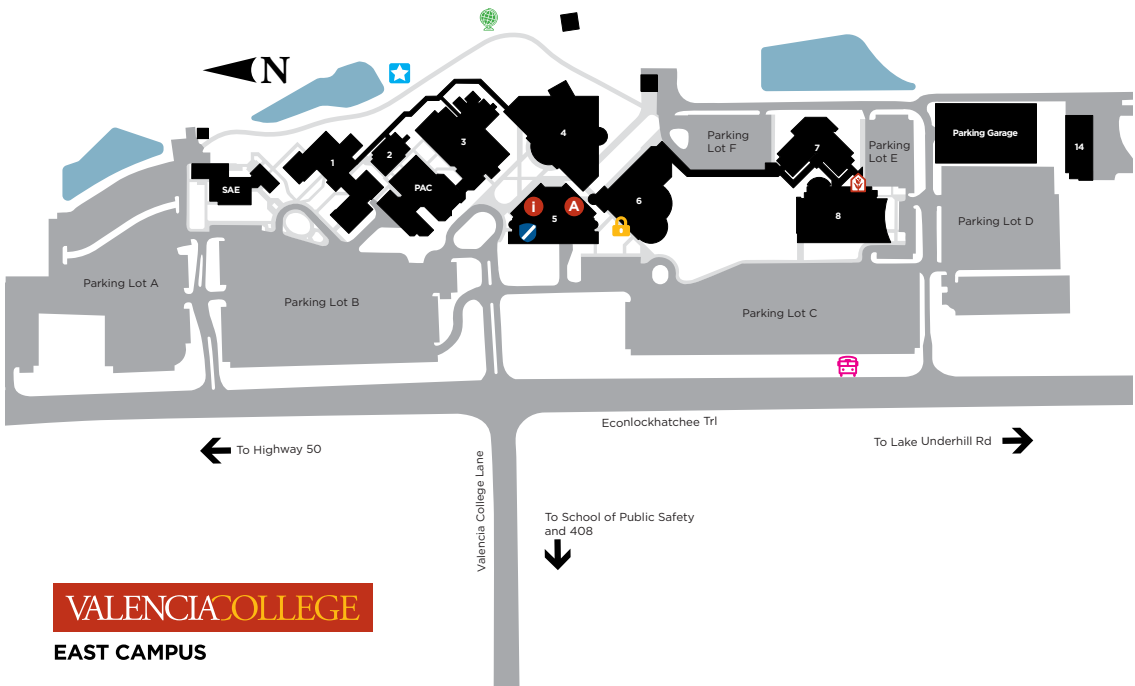 N
Parking
Lot F
Parking
Lot E
Parking Garage
14
1
2
3
4
7
SAE
PAC
i
A
5
6
8
Parking Lot D
Parking Lot A
Parking Lot B
Parking Lot C
Econlockhatchee Trl
To Highway 50
To Lake Underhill Rd
Valencia College Lane
To School of Public Safety
and 408
VALENCIACOLLEGE
EAST CAMPUS